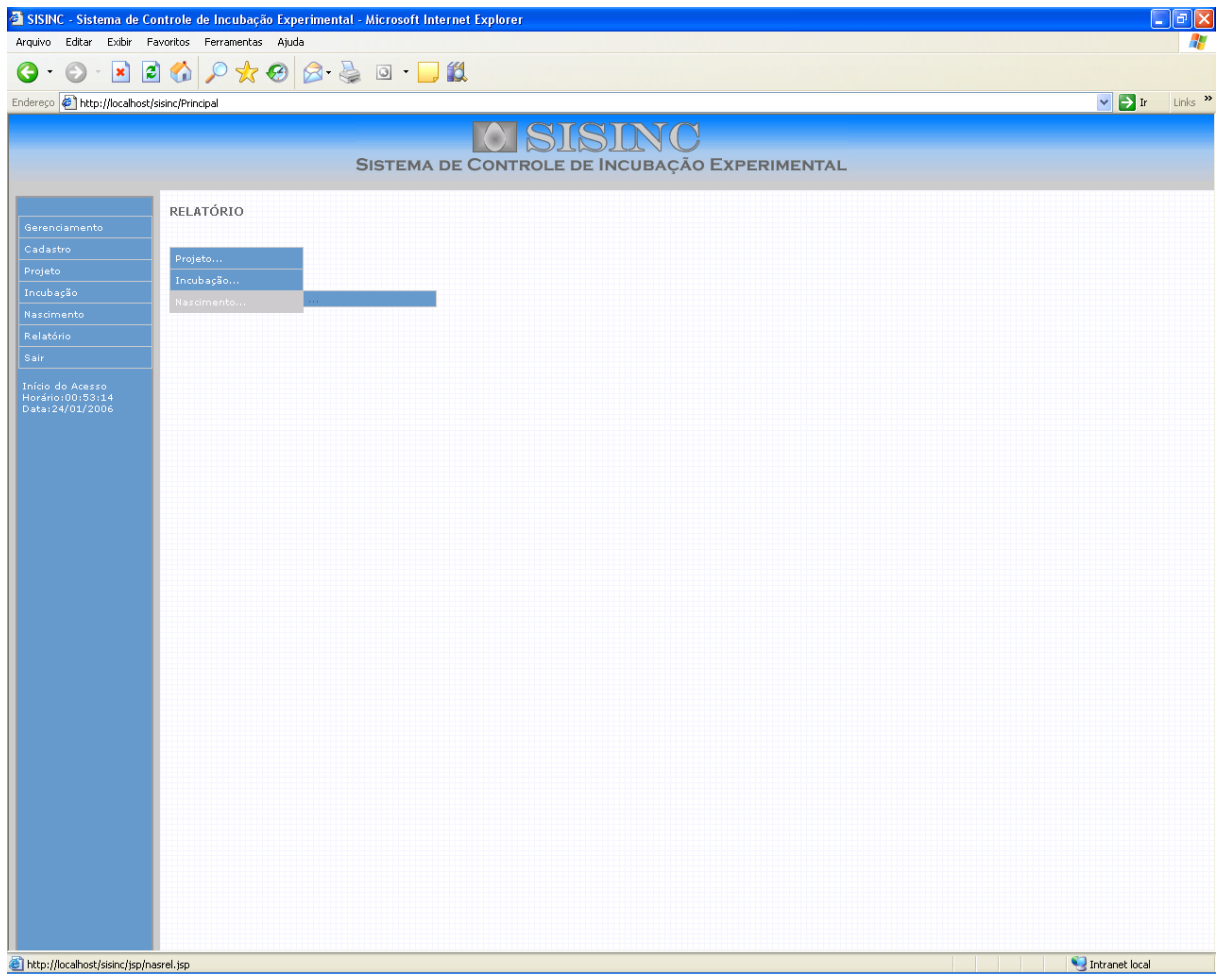 SISINC - Sistema de Controle de Incubação Experimental - Microsoft Internet Explorer
Arquivo Editar Exibir Favoritos Ferramentas Ajuda
Endereço http://localhost/sisinc/Principal Ir Links »
SISINC
SISTEMA DE CONTROLE DE INCUBAÇÃO EXPERIMENTAL
Gerenciamento
Cadastro
Projeto
Incubação
Nascimento
Relatório
Sair
Início do Acesso
Horário:00:53:14
Data:24/01/2006
RELATÓRIO
Projeto...
Incubação...
Nascimento... ...
http://localhost/sisinc/jsp/nasrel.jsp Intranet local